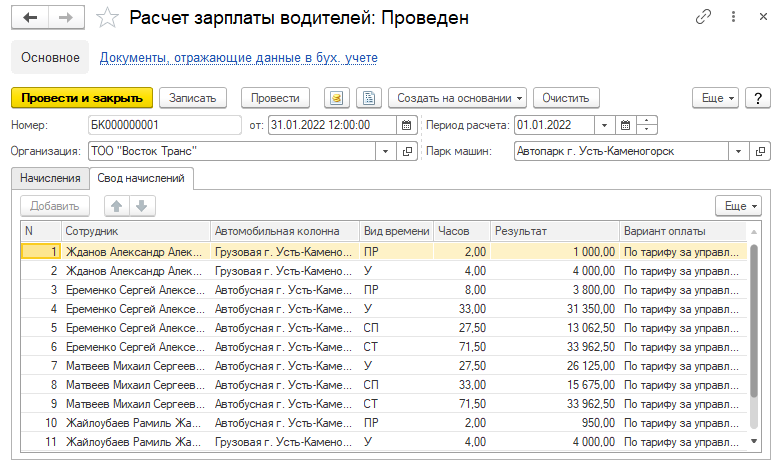 Расчет зарплаты водителей: Проведен
Основное Документы, отражающие данные в бух. учете
Провести и закрыть Записать Провести Создать на основании Очистить Еще ?
Номер: БК000000001 от: 31.01.2022 12:00:00 Период расчета: 01.01.2022
Организация: ТОО "Восток Транс" Парк машин: Автопарк г. Усть-Каменогорск
Начисления Свод начислений
Добавить Еще
N Сотрудник Автомобильная колонна Вид времени Часов Результат Вариант оплаты
1 Жданов Александр Алек... Грузовая г. Усть-Камено... ПР 2,00 1 000,00 По тарифу за управл...
2 Жданов Александр Алек... Грузовая г. Усть-Камено... У 4,00 4 000,00 По тарифу за управл...
3 Еременко Сергей Алексе... Автобусная г. Усть-Каме... ПР 8,00 3 800,00 По тарифу за управл...
4 Еременко Сергей Алексе... Автобусная г. Усть-Каме... У 33,00 31 350,00 По тарифу за управл...
5 Еременко Сергей Алексе... Автобусная г. Усть-Каме... СП 27,50 13 062,50 По тарифу за управл...
6 Еременко Сергей Алексе... Автобусная г. Усть-Каме... СТ 71,50 33 962,50 По тарифу за управл...
7 Матвеев Михаил Сергеев... Автобусная г. Усть-Каме... У 27,50 26 125,00 По тарифу за управл...
8 Матвеев Михаил Сергеев... Автобусная г. Усть-Каме... СП 33,00 15 675,00 По тарифу за управл...
9 Матвеев Михаил Сергеев... Автобусная г. Усть-Каме... СТ 71,50 33 962,50 По тарифу за управл...
10 Жайлоубаев Рамиль Жа... Автобусная г. Усть-Каме... ПР 2,00 950,00 По тарифу за управл...
11 Жайлоубаев Рамиль Жа... Грузовая г. Усть-Камено... У 4,00 4 000,00 По тарифу за управл...